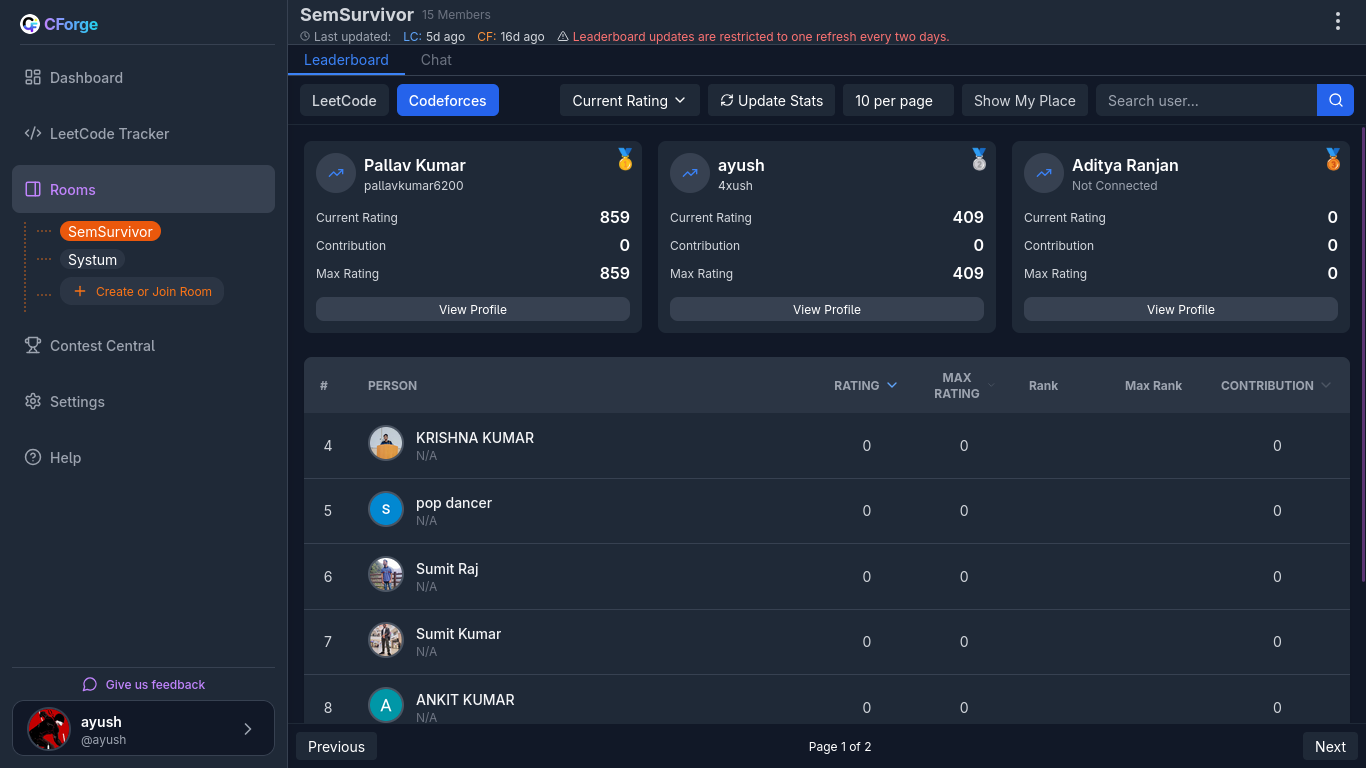 CForge
Dashboard
LeetCode Tracker
Rooms
SemSurvivor
Systum
Create or Join Room
Contest Central
Settings
Help
Give us feedback
ayush
@ayush
SemSurvivor 15 Members
Last updated: LC: 5d ago CF: 16d ago Leaderboard updates are restricted to one refresh every two days.
Leaderboard Chat
LeetCode Codeforces Current Rating Update Stats 10 per page Show My Place Search user...
Pallav Kumar
pallavkumar6200
Current Rating 859
Contribution 0
Max Rating 859
View Profile
ayush
4xush
Current Rating 409
Contribution 0
Max Rating 409
View Profile
Aditya Ranjan
Not Connected
Current Rating 0
Contribution 0
Max Rating 0
View Profile
# PERSON RATING MAX RATING Rank Max Rank CONTRIBUTION
4 KRISHNA KUMAR 0 0 0
N/A
5 S pop dancer 0 0 0
N/A
6 Sumit Raj 0 0 0
N/A
7 Sumit Kumar 0 0 0
N/A
8 A ANKIT KUMAR 0 0 0
N/A
Previous Page 1 of 2 Next